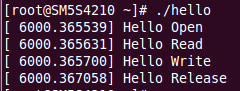 [root@SM5S4210 ~]# ./hello
[ 6000.365539] Hello Open
[ 6000.365631] Hello Read
[ 6000.365700] Hello Write
[ 6000.367058] Hello Release